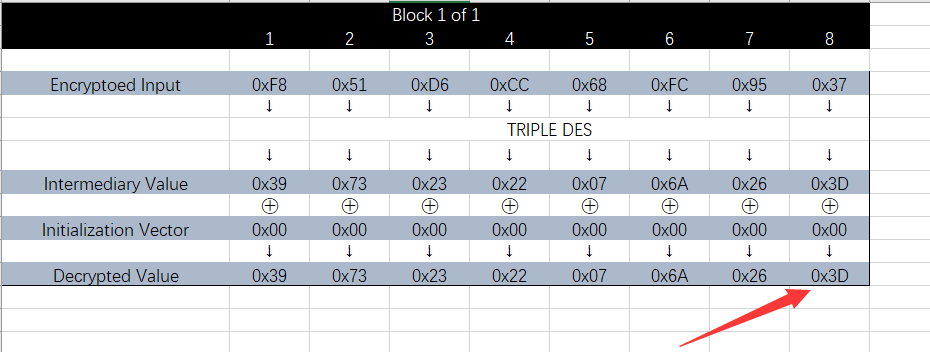 Block 1 of 1
1 2 3 4 5 6 7 8
Encryptoed Input 0xF8 0x51 0xD6 0xCC 0x68 0xFC 0x95 0x37
↓ ↓ ↓ ↓ ↓ ↓ ↓ ↓
TRIPLE DES
↓ ↓ ↓ ↓ ↓ ↓ ↓ ↓
Intermediary Value 0x39 0x73 0x23 0x22 0x07 0x6A 0x26 0x3D
⊕ ⊕ ⊕ ⊕ ⊕ ⊕ ⊕ ⊕
Initialization Vector 0x00 0x00 0x00 0x00 0x00 0x00 0x00 0x00
↓ ↓ ↓ ↓ ↓ ↓ ↓ ↓
Decrypted Value 0x39 0x73 0x23 0x22 0x07 0x6A 0x26 0x3D